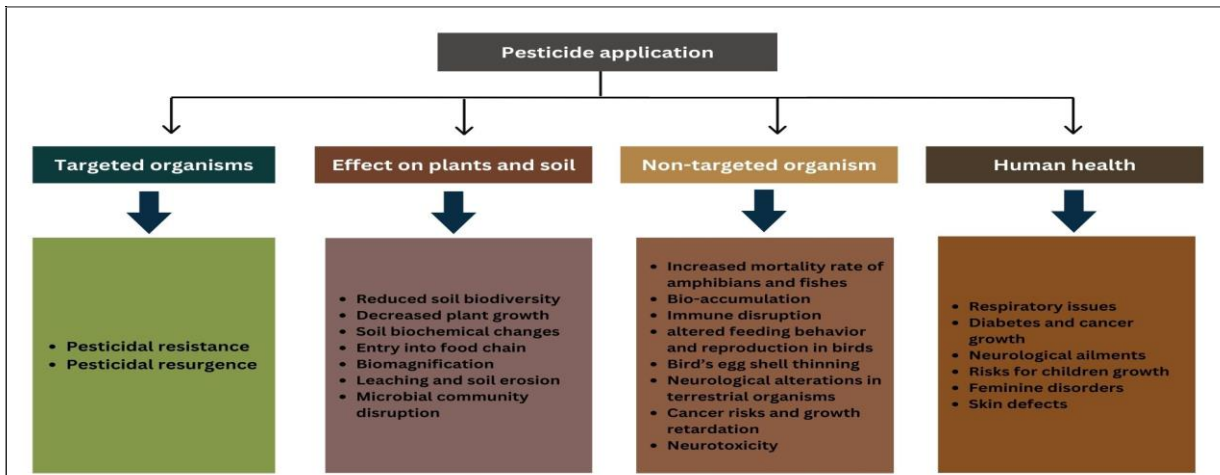 Pesticide application
Targeted organisms
Effect on plants and soil
Non-targeted organism
Human health
• Pesticidal resistance
• Pesticidal resurgence
• Reduced soil biodiversity
• Decreased plant growth
• Soil biochemical changes
• Entry into food chain
• Biomagnification
• Leaching and soil erosion
• Microbial community
disruption
• Increased mortality rate of
amphibians and fishes
• Bio-accumulation
• Immune disruption
• altered feeding behavior
and reproduction in birds
• Bird's egg shell thinning
• Neurological alterations in
terrestrial organisms
• Cancer risks and growth
retardation
• Neurotoxicity
• Respiratory issues
• Diabetes and cancer
growth
• Neurological ailments
• Risks for children growth
• Feminine disorders
• Skin defects